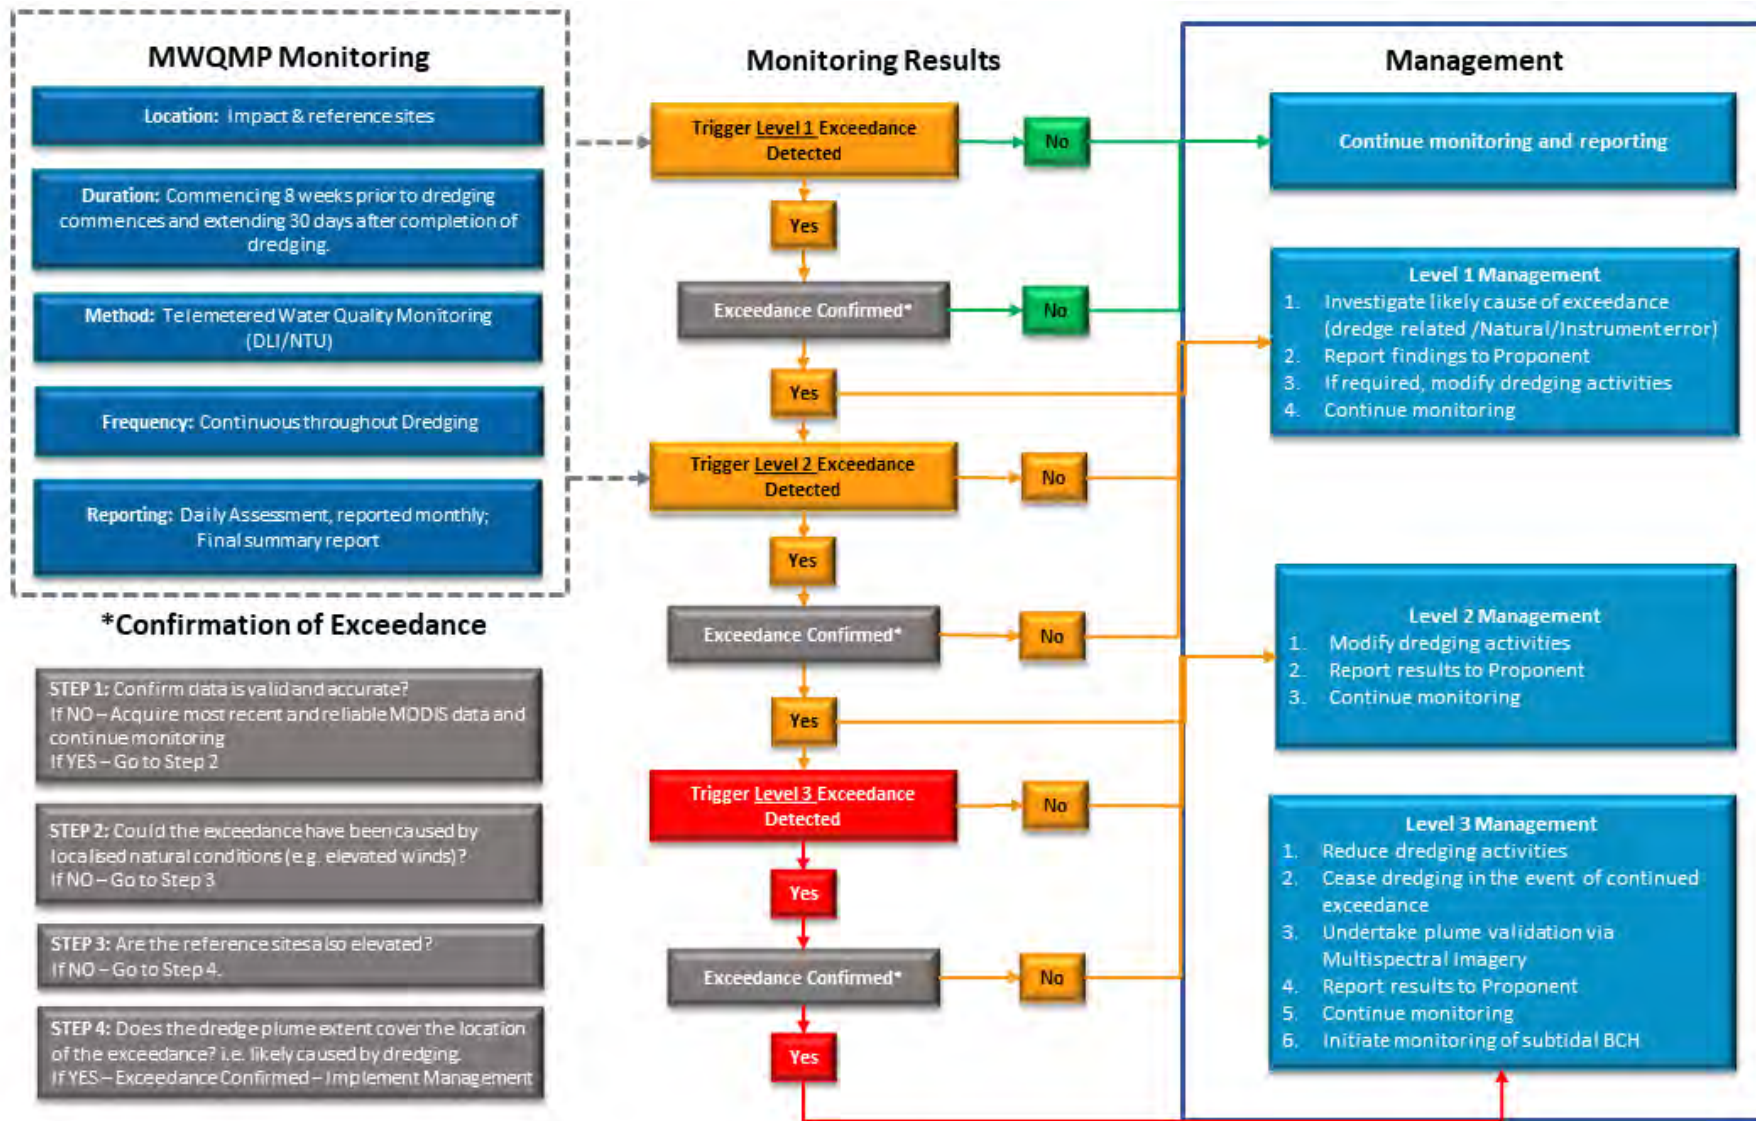 MWQMP Monitoring
Location: Impact & reference sites
Duration: Commencing 8 weeks prior to dredging
commences and extending 30 days after completion of
dredging.
Method: Telemetered Water Quality Monitoring
(DLI/NTU)
Frequency: Continuous throughout Dredging
Reporting: Daily Assessment, reported monthly;
Final summary report
*Confirmation of Exceedance
STEP 1: Confirm data is valid and accurate?
If NO – Acquire most recent and reliable MODIS data and
continue monitoring
If YES – Go to Step 2
STEP 2: Could the exceedance have been caused by
localised natural conditions (e.g. elevated winds)?
If NO – Go to Step 3
STEP 3: Are the reference sites also elevated?
If NO – Go to Step 4.
STEP 4: Does the dredge plume extent cover the location
of the exceedance? i.e. likely caused by dredging.
If YES – Exceedance Confirmed – Implement Management
Monitoring Results
Trigger Level 1 Exceedance
Detected
No
Yes
Exceedance Confirmed*
No
Yes
Trigger Level 2 Exceedance
Detected
No
Yes
Exceedance Confirmed*
No
Yes
Trigger Level 3 Exceedance
Detected
No
Yes
Exceedance Confirmed*
No
Yes
Management
Continue monitoring and reporting
Level 1 Management
1. Investigate likely cause of exceedance
(dredge related /Natural/Instrument error)
2. Report findings to Proponent
3. If required, modify dredging activities
4. Continue monitoring
Level 2 Management
1. Modify dredging activities
2. Report results to Proponent
3. Continue monitoring
Level 3 Management
1. Reduce dredging activities
2. Cease dredging in the event of continued
exceedance
3. Undertake plume validation via
Multispectral Imagery
4. Report results to Proponent
5. Continue monitoring
6. Initiate monitoring of subtidal BCH